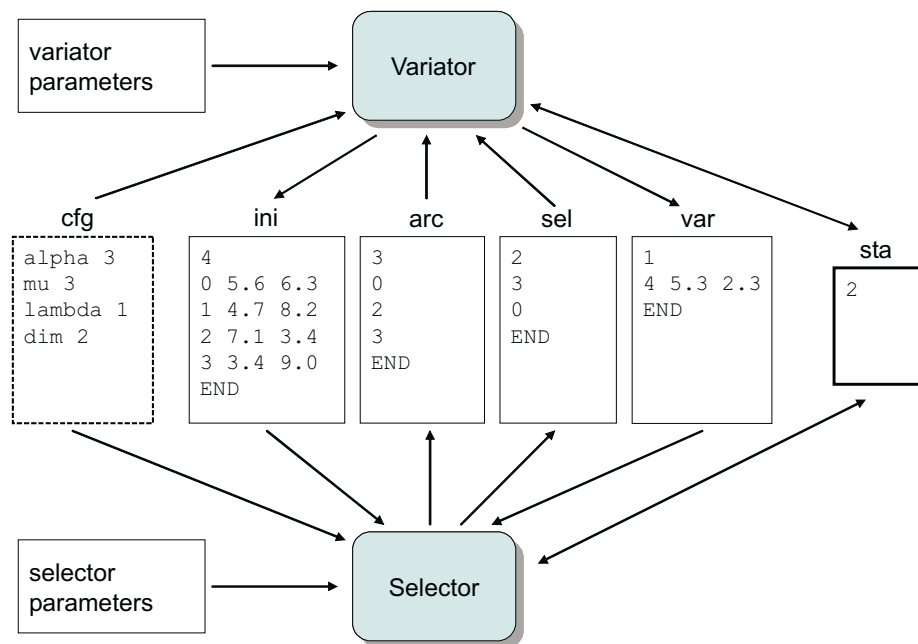 variator
parameters
Variator
cfg
alpha 3
mu 3
lambda 1
dim 2
ini
4
0 5.6 6.3
1 4.7 8.2
2 7.1 3.4
3 3.4 9.0
END
arc
3
0
2
3
END
sel
2
3
0
END
var
1
4 5.3 2.3
END
sta
2
selector
parameters
Selector